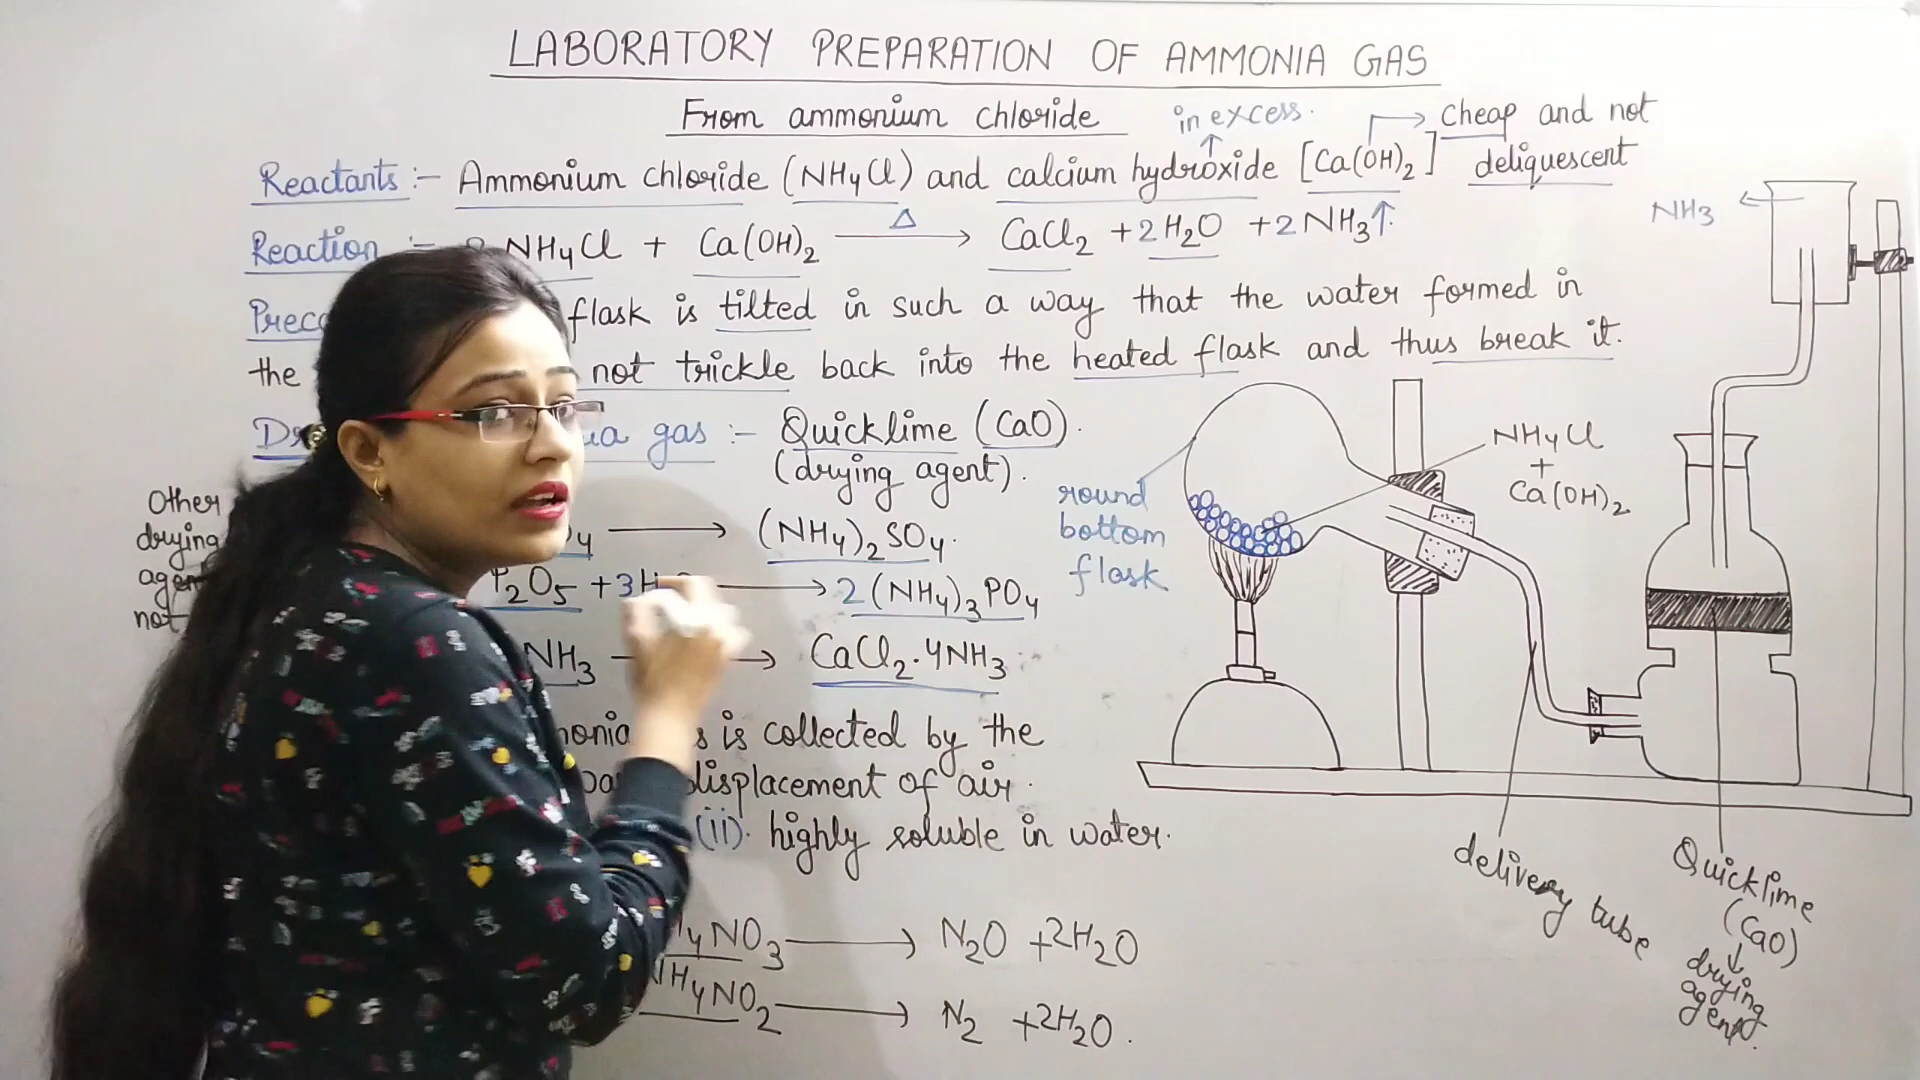 LABORATORY PREPARATION OF AMMONIA GAS
From ammonium chloride
in excess.
↑
→ cheap and not
deliquescent
Reactants :- Ammonium chloride (NH4Cl) and calcium hydroxide [Ca(OH)2]
Reaction :- NH4Cl + Ca(OH)2 —Δ→ CaCl2 + 2H2O + 2NH3↑.
flask is tilted in such a way that the water formed in
the not trickle back into the heated flask and thus break it.
gas :- Quicklime (CaO).
(drying agent).
Other
drying
not
→ (NH4)2SO4.
P2O5 + 3 → 2(NH4)3PO4
NH3 → CaCl2.4NH3
is collected by the
displacement of air.
(ii). highly soluble in water.
4NO3 → N2O + 2H2O
NH4NO2 → N2 + 2H2O.
NH3 ←
NH4Cl
+
Ca(OH)2
round
bottom
flask
delivery tube
Quicklime
(CaO)
↓
drying
agent.